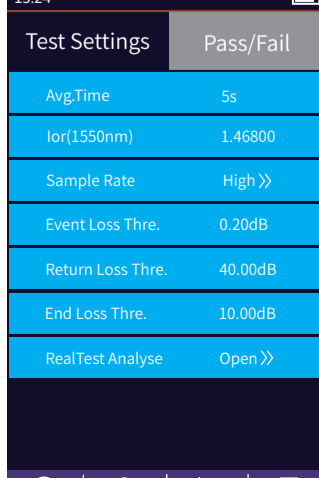 Test Settings Pass/Fail
Avg.Time 5s
Ior(1550nm) 1.46800
Sample Rate High »
Event Loss Thre. 0.20dB
Return Loss Thre. 40.00dB
End Loss Thre. 10.00dB
RealTest Analyse Open »